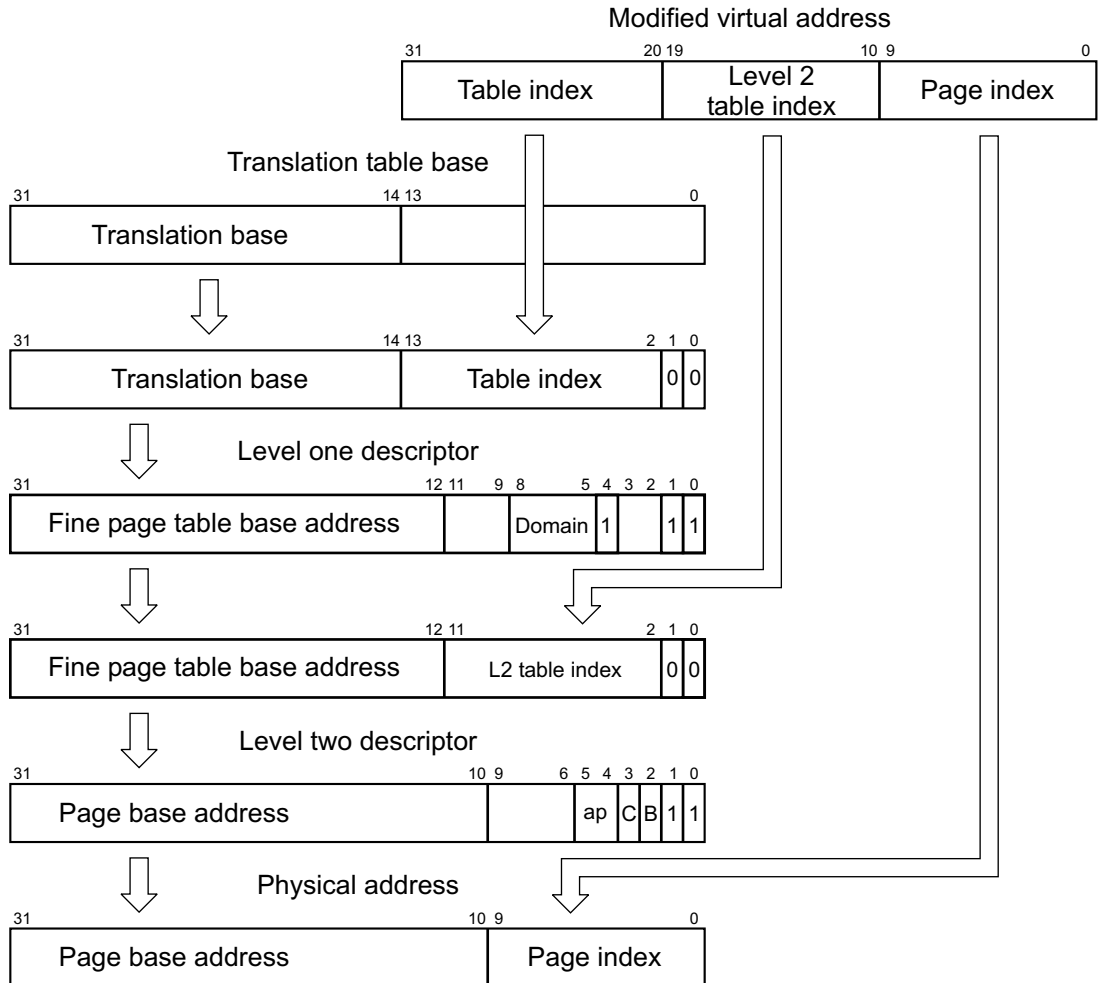 Modified virtual address
31 20 19 10 9 0
Table index Level 2 table index Page index
Translation table base
31 14 13 0
Translation base
31 14 13 2 1 0
Translation base Table index 0 0
Level one descriptor
31 12 11 9 8 5 4 3 2 1 0
Fine page table base address Domain 1 1 1
31 12 11 2 1 0
Fine page table base address L2 table index 0 0
Level two descriptor
31 10 9 6 5 4 3 2 1 0
Page base address ap C B 1 1
Physical address
31 10 9 0
Page base address Page index